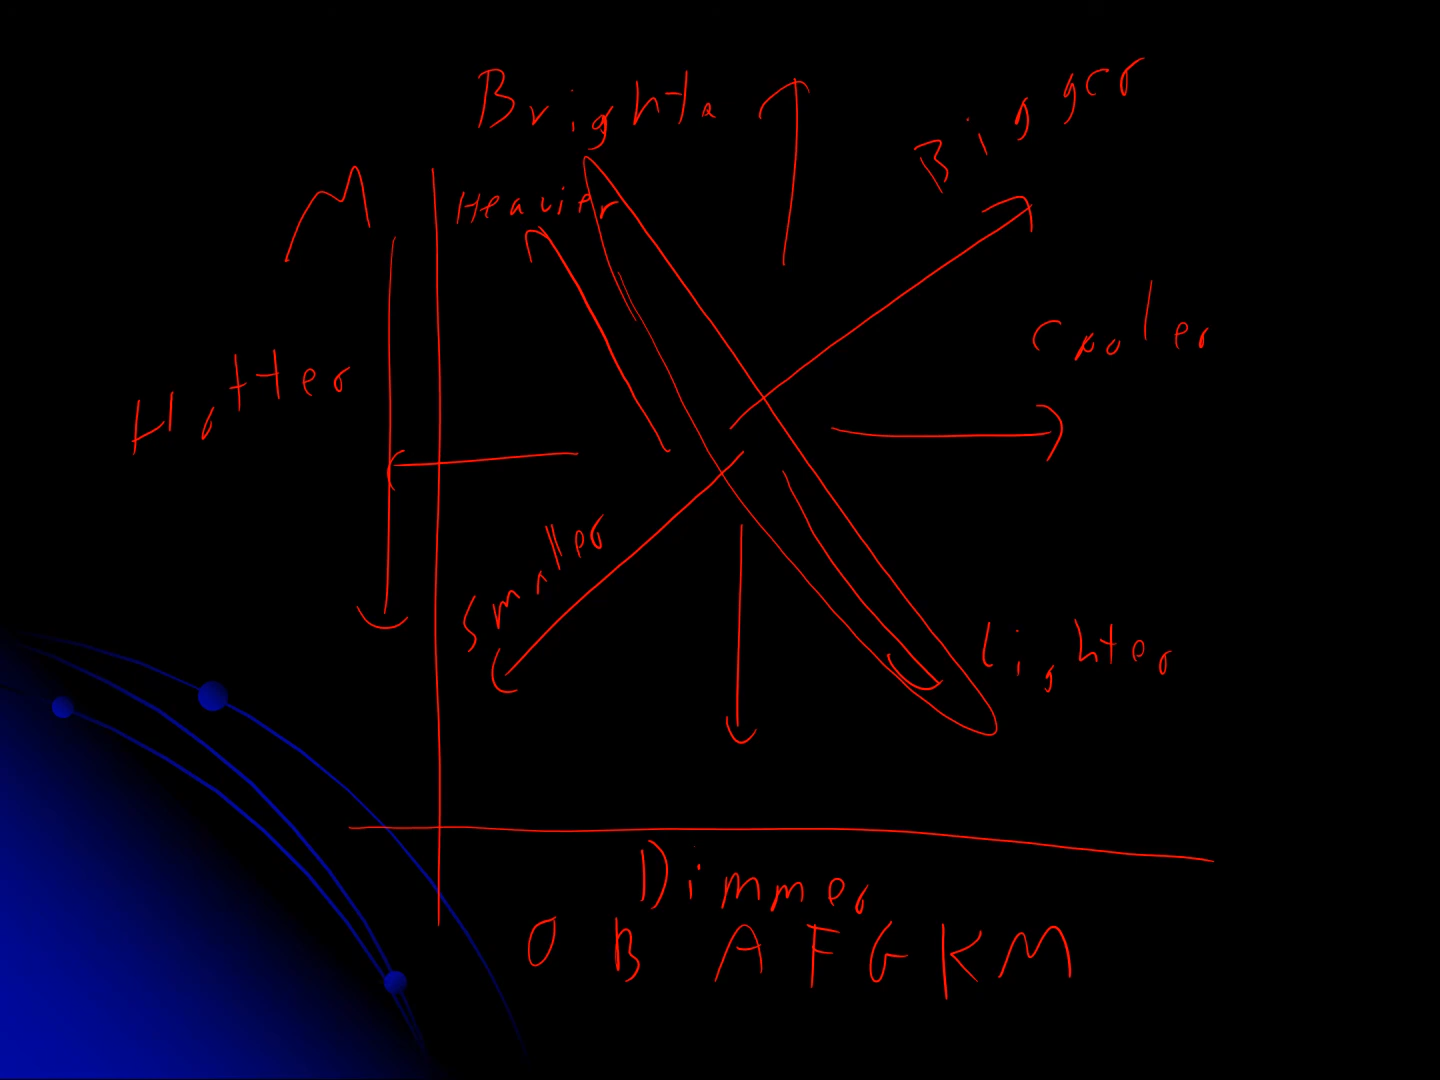 Brighter
Bigger
M
Heavier
Cooler
Hotter
Smaller
Lighter
Dimmer
O B A F G K M